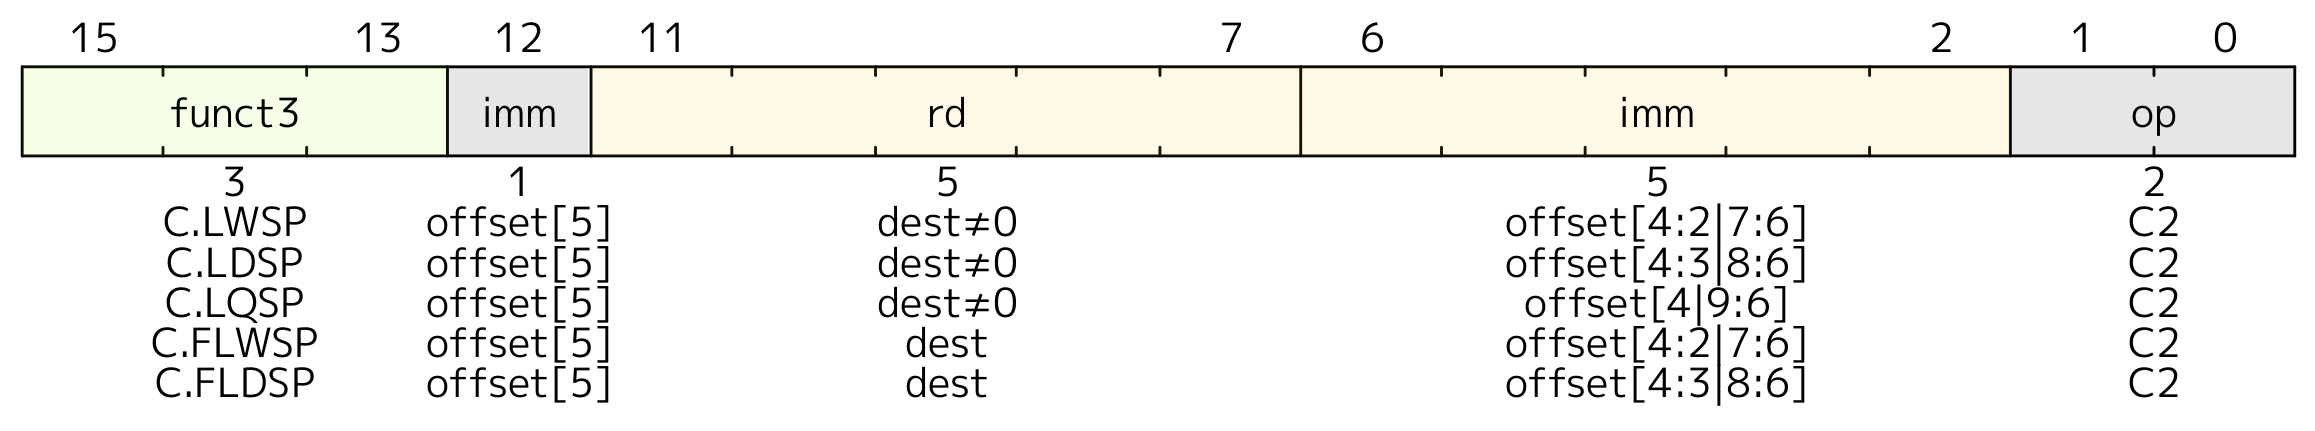 15 13 12 11 7 6 2 1 0
funct3 imm rd imm op
3 1 5 5 2
C.LWSP offset[5] dest≠0 offset[4:2|7:6] C2
C.LDSP offset[5] dest≠0 offset[4:3|8:6] C2
C.LQSP offset[5] dest≠0 offset[4|9:6] C2
C.FLWSP offset[5] dest offset[4:2|7:6] C2
C.FLDSP offset[5] dest offset[4:3|8:6] C2